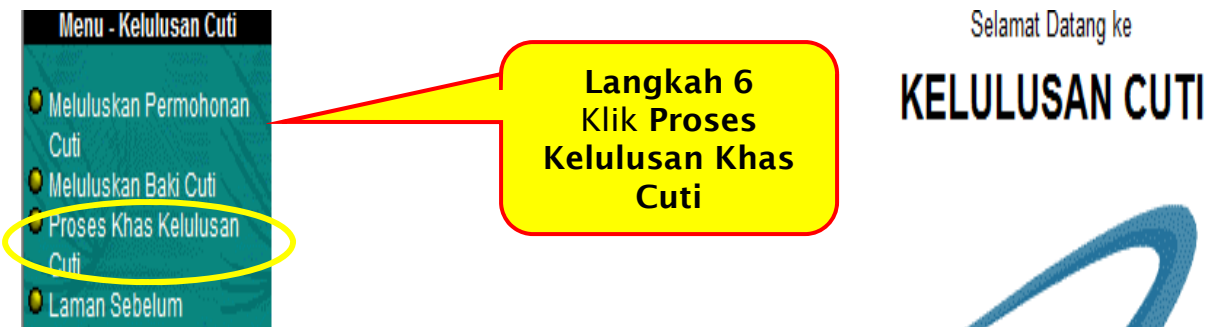 Menu - Kelulusan Cuti
Meluluskan Permohonan
Cuti
Meluluskan Baki Cuti
Proses Khas Kelulusan
Cuti
Laman Sebelum
Langkah 6
Klik Proses
Kelulusan Khas
Cuti
Selamat Datang ke
KELULUSAN CUTI